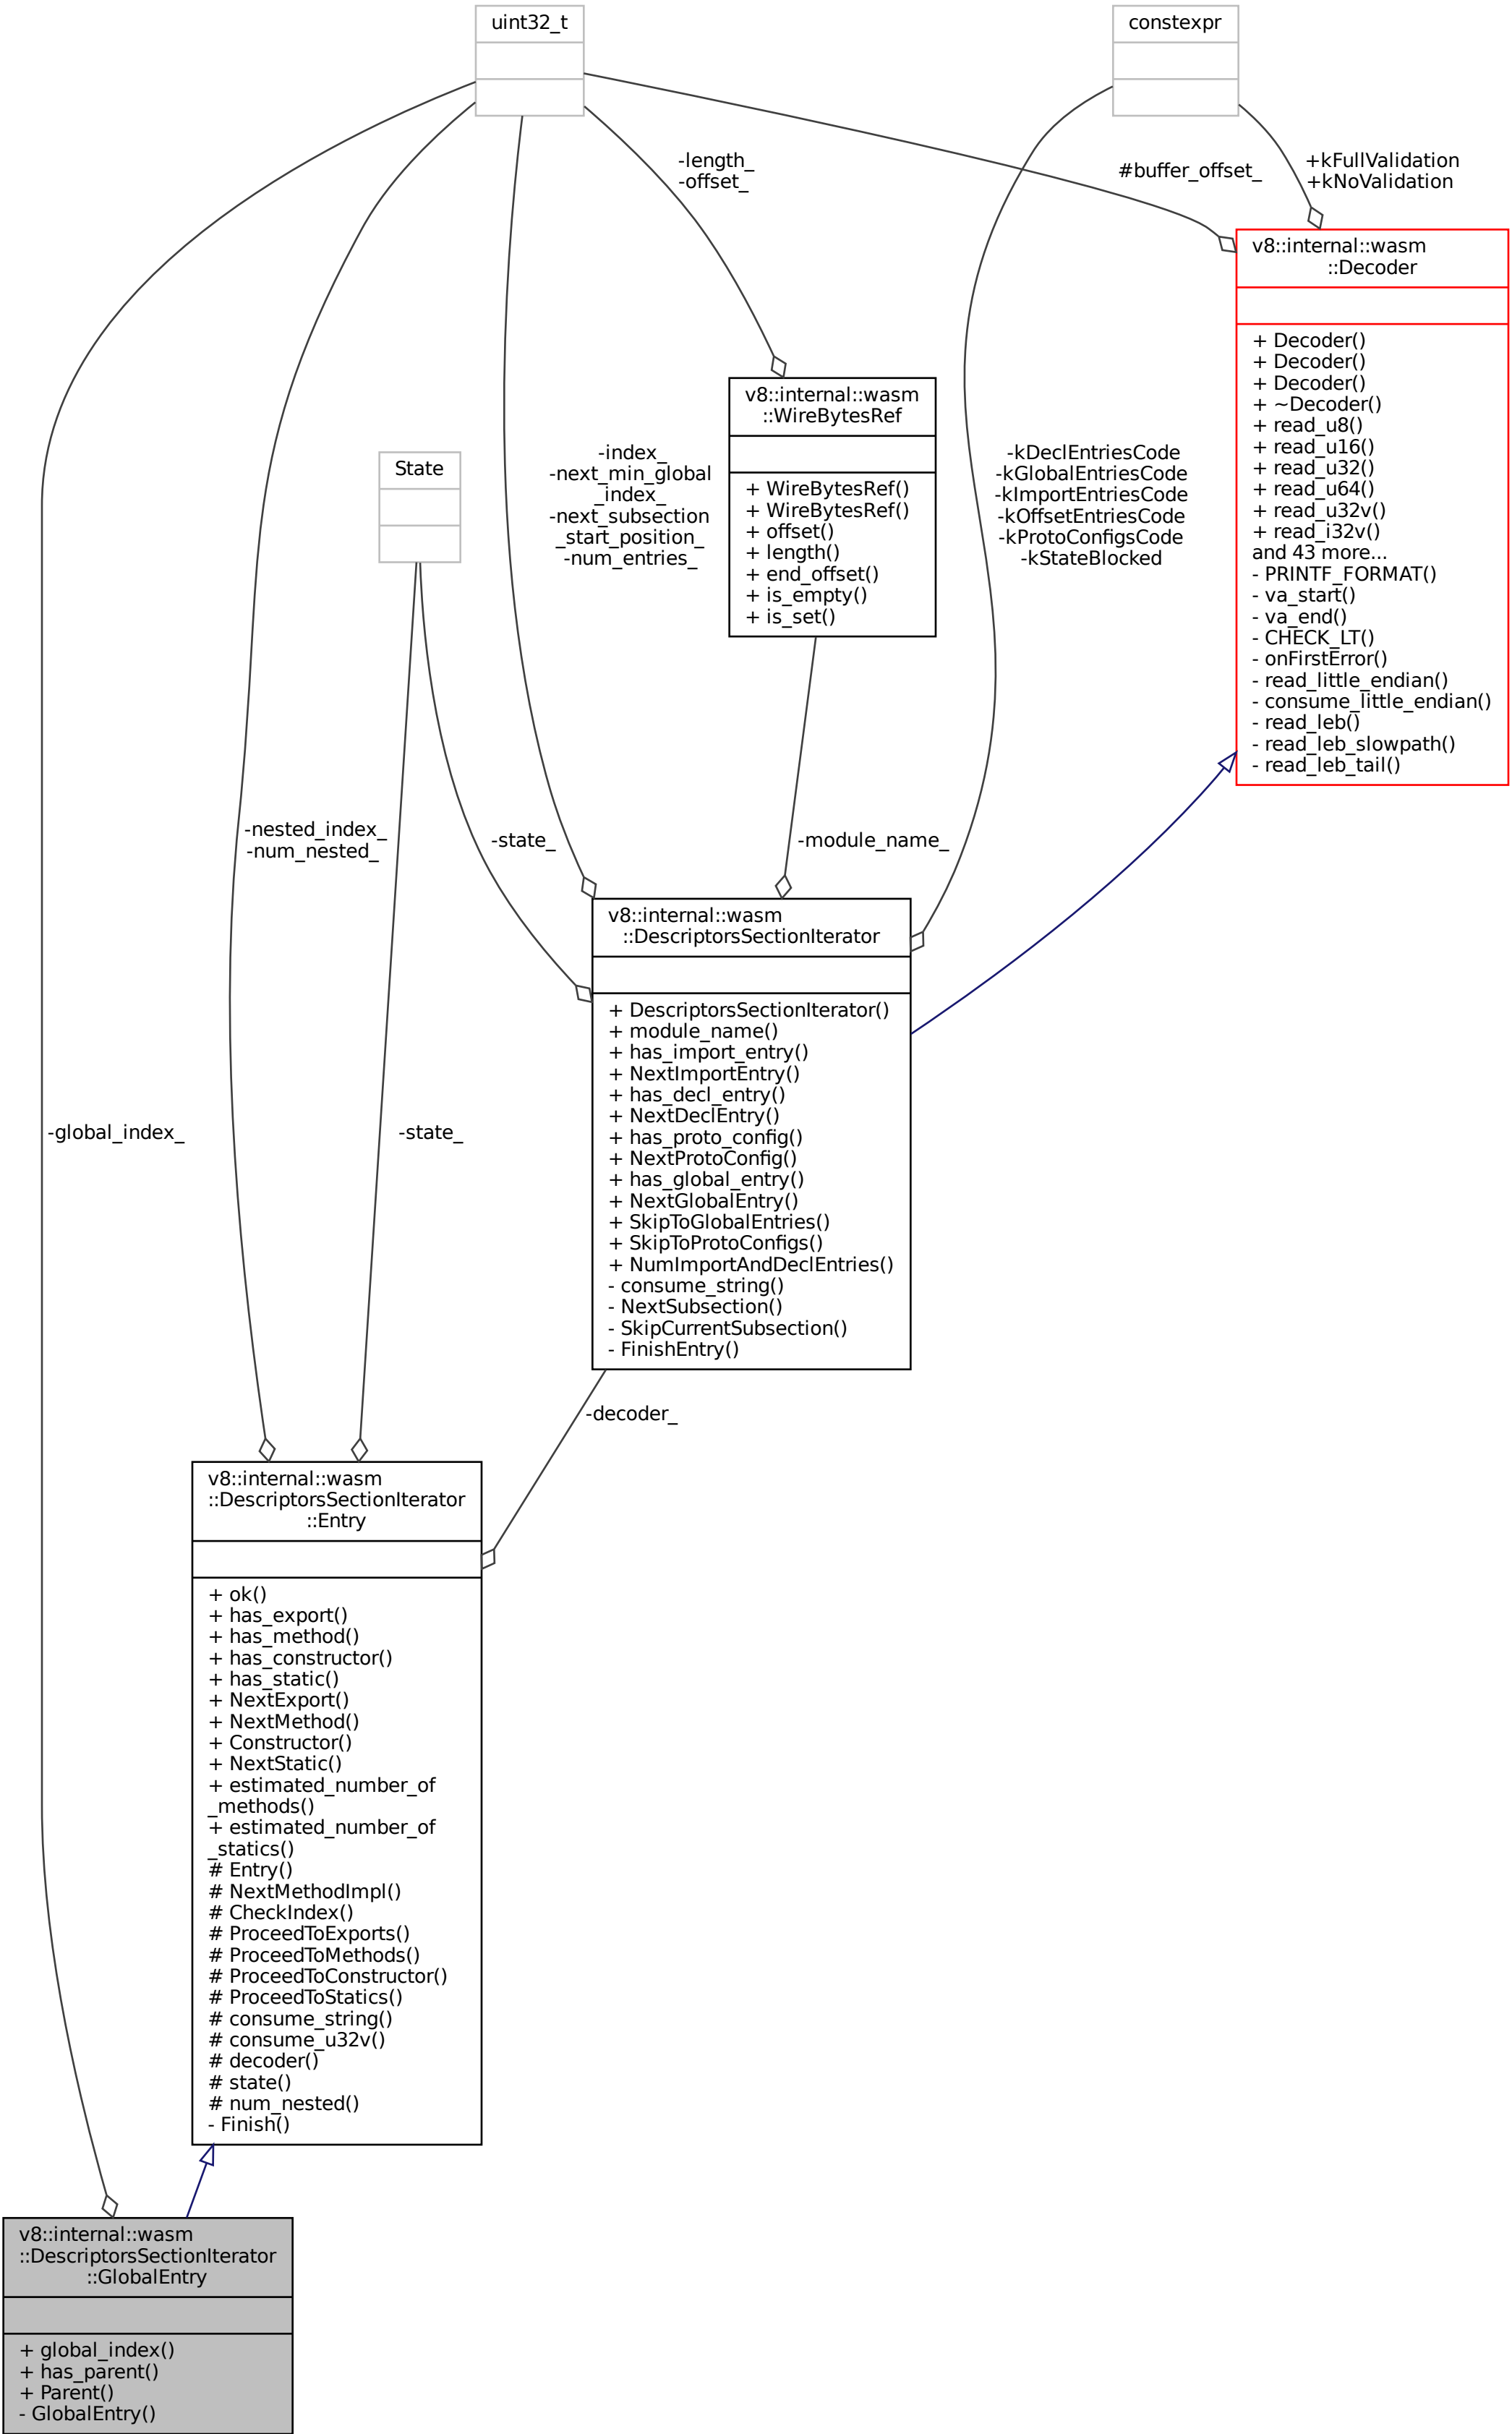 uint32_t
constexpr
-length_
-offset_
#buffer_offset_
+kFullValidation
+kNoValidation
v8::internal::wasm
::Decoder
+ Decoder()
+ Decoder()
+ Decoder()
+ ~Decoder()
+ read_u8()
+ read_u16()
+ read_u32()
+ read_u64()
+ read_u32v()
+ read_i32v()
and 43 more...
- PRINTF_FORMAT()
- va_start()
- va_end()
- CHECK_LT()
- onFirstError()
- read_little_endian()
- consume_little_endian()
- read_leb()
- read_leb_slowpath()
- read_leb_tail()
v8::internal::wasm
::WireBytesRef
+ WireBytesRef()
+ WireBytesRef()
+ offset()
+ length()
+ end_offset()
+ is_empty()
+ is_set()
State
-index_
-next_min_global
_index_
-next_subsection
_start_position_
-num_entries_
-kDeclEntriesCode
-kGlobalEntriesCode
-kImportEntriesCode
-kOffsetEntriesCode
-kProtoConfigsCode
-kStateBlocked
-nested_index_
-num_nested_
-state_
-module_name_
v8::internal::wasm
::DescriptorsSectionIterator
+ DescriptorsSectionIterator()
+ module_name()
+ has_import_entry()
+ NextImportEntry()
+ has_decl_entry()
+ NextDeclEntry()
+ has_proto_config()
+ NextProtoConfig()
+ has_global_entry()
+ NextGlobalEntry()
+ SkipToGlobalEntries()
+ SkipToProtoConfigs()
+ NumImportAndDeclEntries()
- consume_string()
- NextSubsection()
- SkipCurrentSubsection()
- FinishEntry()
-global_index_
-state_
-decoder_
v8::internal::wasm
::DescriptorsSectionIterator
::Entry
+ ok()
+ has_export()
+ has_method()
+ has_constructor()
+ has_static()
+ NextExport()
+ NextMethod()
+ Constructor()
+ NextStatic()
+ estimated_number_of
_methods()
+ estimated_number_of
_statics()
# Entry()
# NextMethodImpl()
# CheckIndex()
# ProceedToExports()
# ProceedToMethods()
# ProceedToConstructor()
# ProceedToStatics()
# consume_string()
# consume_u32v()
# decoder()
# state()
# num_nested()
- Finish()
v8::internal::wasm
::DescriptorsSectionIterator
::GlobalEntry
+ global_index()
+ has_parent()
+ Parent()
- GlobalEntry()